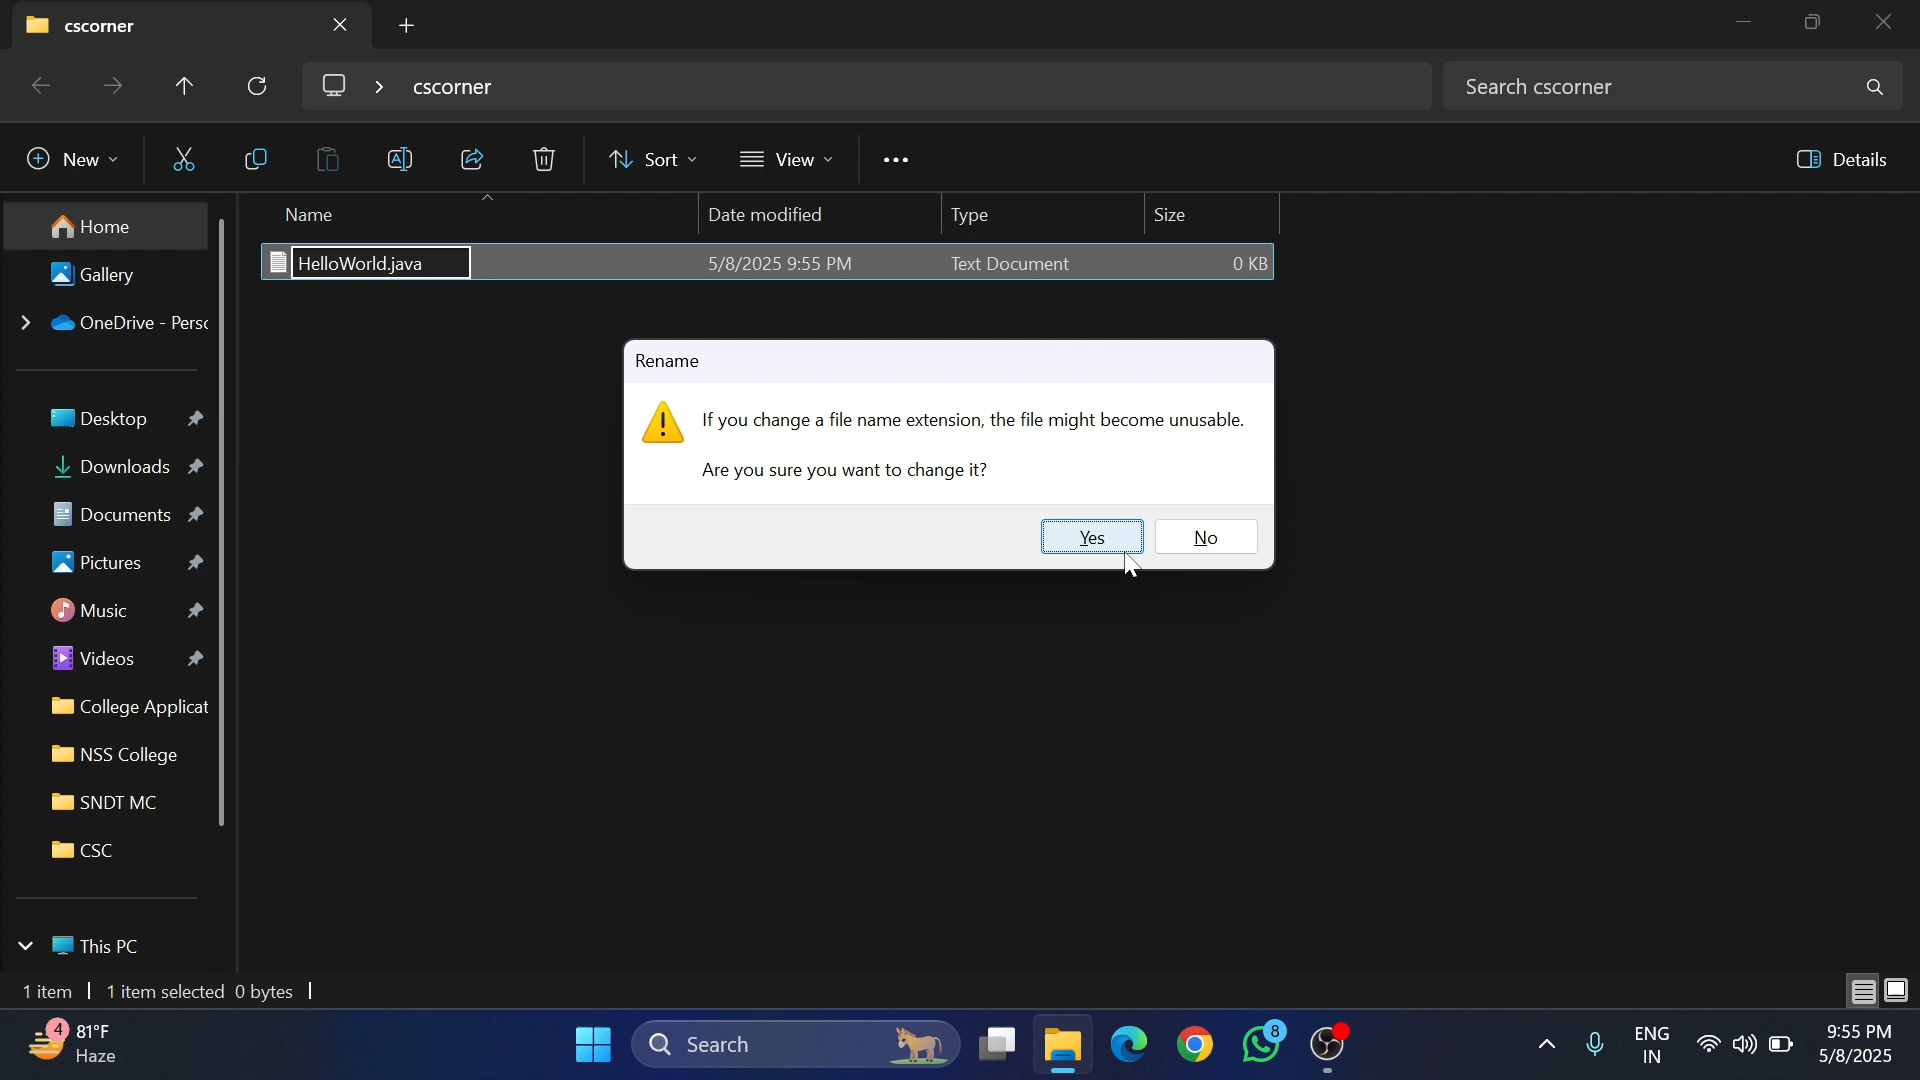 cscorner
cscorner
Search cscorner
New
Sort
View
Details
Name
Date modified
Type
Size
HelloWorld.java
5/8/2025 9:55 PM
Text Document
0 KB
Home
Gallery
OneDrive - Persc
Desktop
Downloads
Documents
Pictures
Music
Videos
College Applicat
NSS College
SNDT MC
CSC
This PC
Rename
If you change a file name extension, the file might become unusable.
Are you sure you want to change it?
Yes
No
1 item
1 item selected 0 bytes
4
81°F
Haze
Search
8
ENG
IN
9:55 PM
5/8/2025